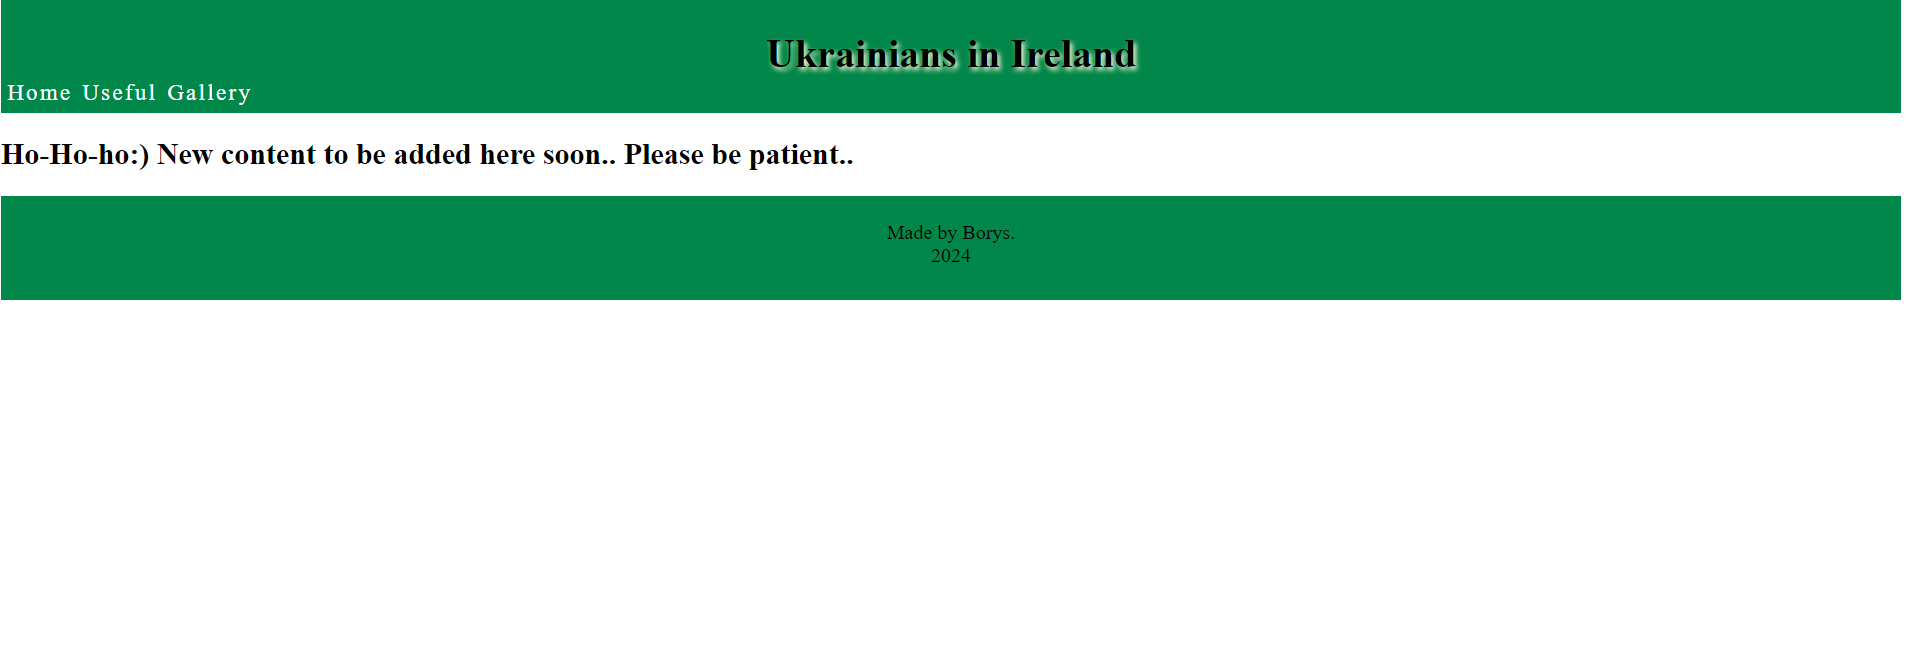 Ukrainians in Ireland
Home Useful Gallery
Ho-Ho-ho:) New content to be added here soon.. Please be patient..
Made by Borys.
2024